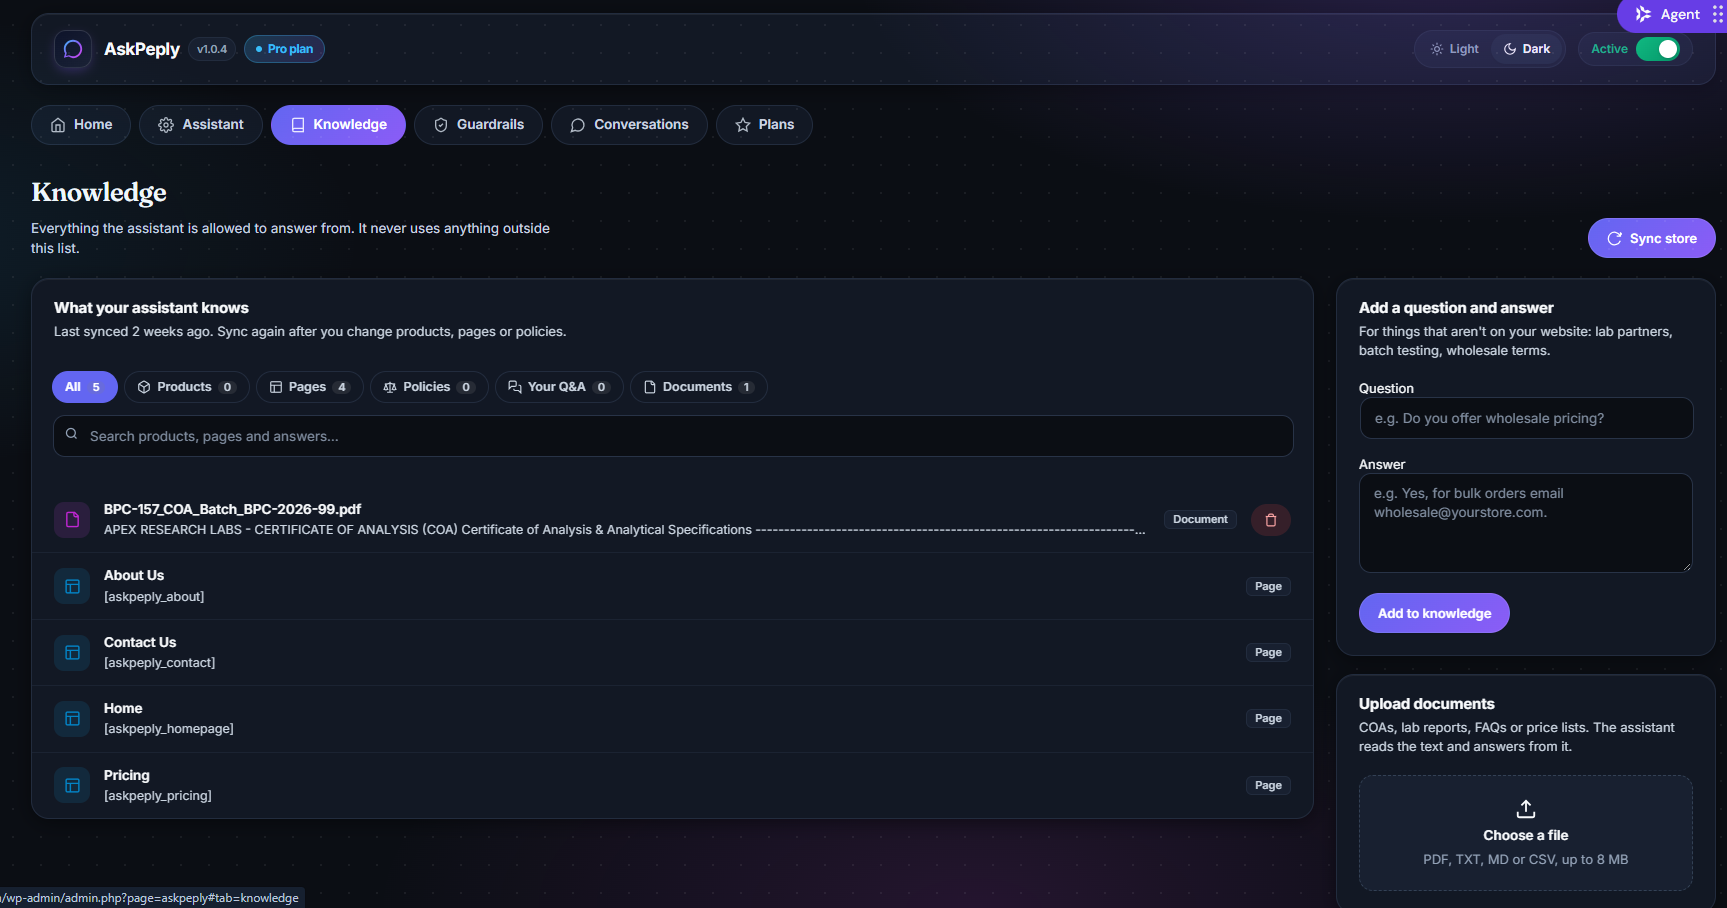 Agent
AskPeply v1.0.4 Pro plan
Light Dark Active
Home Assistant Knowledge Guardrails Conversations Plans
Knowledge
Everything the assistant is allowed to answer from. It never uses anything outside
this list.
Sync store
What your assistant knows
Last synced 2 weeks ago. Sync again after you change products, pages or policies.
All 5 Products 0 Pages 4 Policies 0 Your Q&A 0 Documents 1
Search products, pages and answers...
BPC-157_COA_Batch_BPC-2026-99.pdf
APEX RESEARCH LABS - CERTIFICATE OF ANALYSIS (COA) Certificate of Analysis & Analytical Specifications --------------------------------------------------------------------...
Document
About Us
[askpeply_about]
Page
Contact Us
[askpeply_contact]
Page
Home
[askpeply_homepage]
Page
Pricing
[askpeply_pricing]
Page
Add a question and answer
For things that aren't on your website: lab partners,
batch testing, wholesale terms.
Question
e.g. Do you offer wholesale pricing?
Answer
e.g. Yes, for bulk orders email
wholesale@yourstore.com.
Add to knowledge
Upload documents
COAs, lab reports, FAQs or price lists. The assistant
reads the text and answers from it.
Choose a file
PDF, TXT, MD or CSV, up to 8 MB
/wp-admin/admin.php?page=askpeply#tab=knowledge